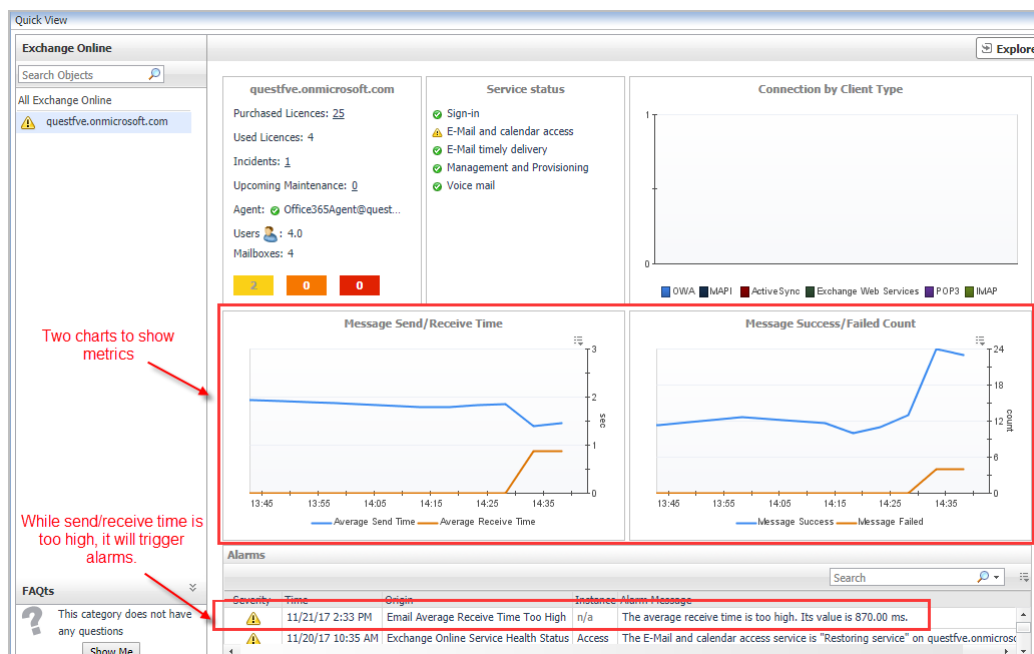 Quick View
Exchange Online
Explore
Search Objects
All Exchange Online
questfve.onmicrosoft.com
questfve.onmicrosoft.com
Purchased Licences: 25
Used Licences: 4
Incidents: 1
Upcoming Maintenance: 0
Agent: Office365Agent@quest...
Users : 4.0
Mailboxes: 4
2 0 0
Service status
Sign-in
E-Mail and calendar access
E-Mail timely delivery
Management and Provisioning
Voice mail
Connection by Client Type
1
0
OWA MAPI ActiveSync Exchange Web Services POP3 IMAP
Two charts to show
metrics
Message Send/Receive Time
3
2
1
0
sec
13:45 13:55 14:05 14:15 14:25 14:35
Average Send Time Average Receive Time
Message Success/Failed Count
24
18
12
6
0
count
13:45 13:55 14:05 14:15 14:25 14:35
Message Success Message Failed
While send/receive time is
too high, it will trigger
alarms.
Alarms
Search
Severity Time Origin Instance Alarm Message
11/21/17 2:33 PM Email Average Receive Time Too High n/a The average receive time is too high. Its value is 870.00 ms.
11/20/17 10:35 AM Exchange Online Service Health Status Access The E-Mail and calendar access service is "Restoring service" on questfve.onmicrosc
FAQts
This category does not have
any questions
Show Me